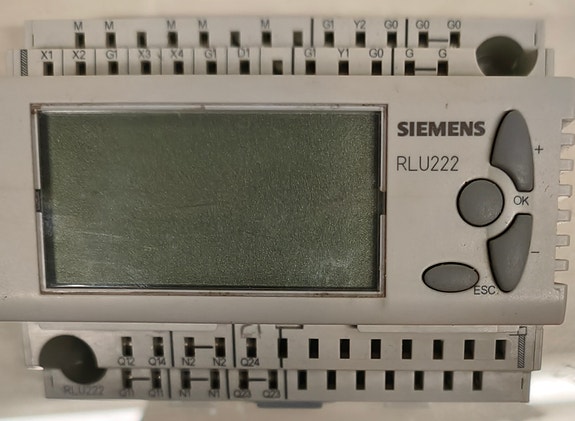 M M M M M G1 Y2 G0 G0 G0
X1 X2 G1 X3 X4 G1 D1 G1 Y1 G0 G G
SIEMENS
RLU222
+
OK
-
ESC
Q12 Q14 N2 N2 Q24
RLU222 Q11 Q11 N1 N1 Q23 Q23